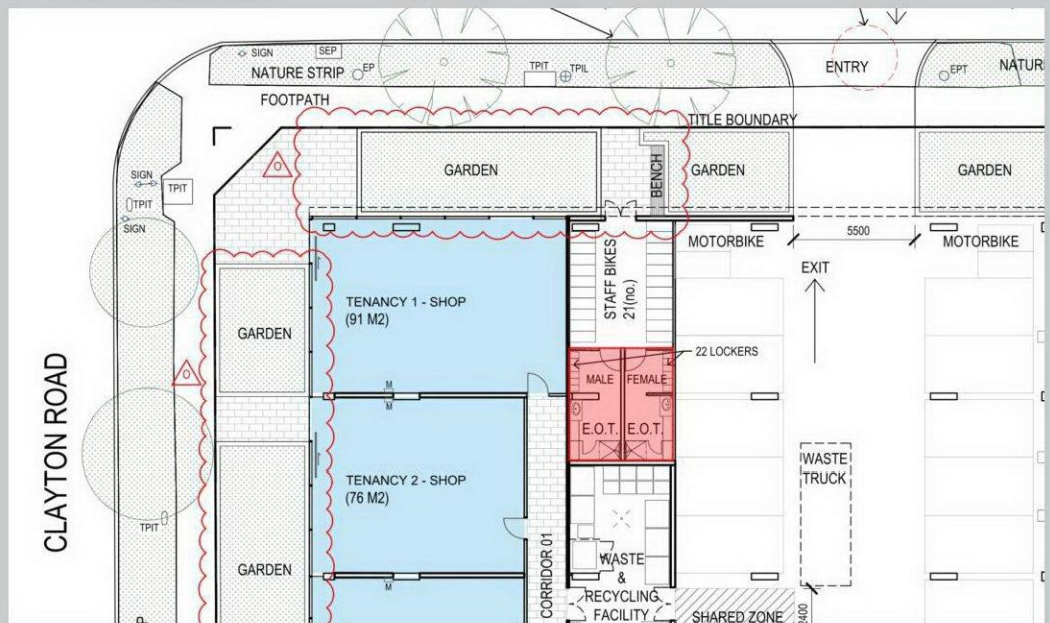 SIGN
SEP
NATURE STRIP
EP
TPIT
TPIL
ENTRY
EPT
FOOTPATH
TITLE BOUNDARY
GARDEN
BENCH
GARDEN
GARDEN
SIGN
TPIT
TPIT
SIGN
MOTORBIKE
5500
MOTORBIKE
STAFF BIKES
21(no.)
EXIT
TENANCY 1 - SHOP
(91 M2)
GARDEN
22 LOCKERS
MALE
FEMALE
M
M
E.O.T.
E.O.T.
CLAYTON ROAD
TENANCY 2 - SHOP
(76 M2)
WASTE
TRUCK
TPIT
GARDEN
CORRIDOR 01
WASTE
&
RECYCLING
FACILITY
M
SHARED ZONE
2400